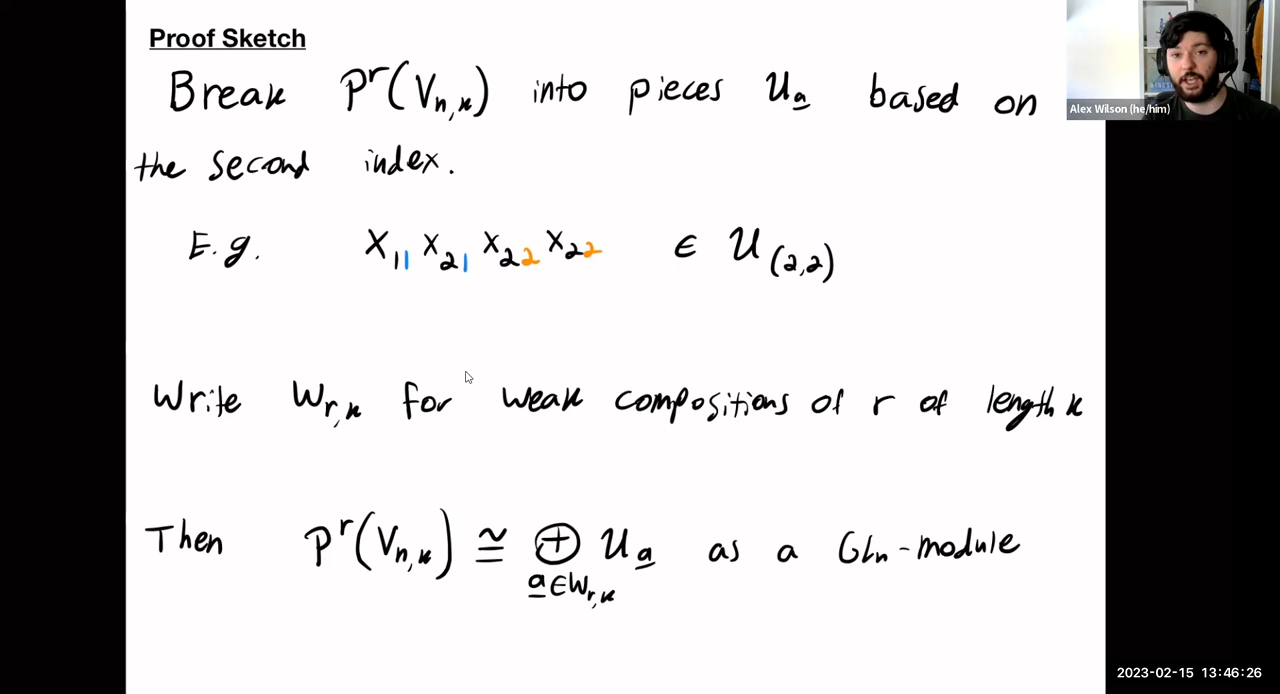 Proof Sketch
Break P^r(V_{n,k}) into pieces U_a based on
the second index.
E.g. x_{11} x_{21} x_{22} x_{22} ∈ U_{(2,2)}
Write W_{r,k} for weak compositions of r of length k
Then P^r(V_{n,k}) ≅ ⊕ U_a as a GL_n-module
a∈W_{r,k}
Alex Wilson (he/him)
2023-02-15 13:46:26